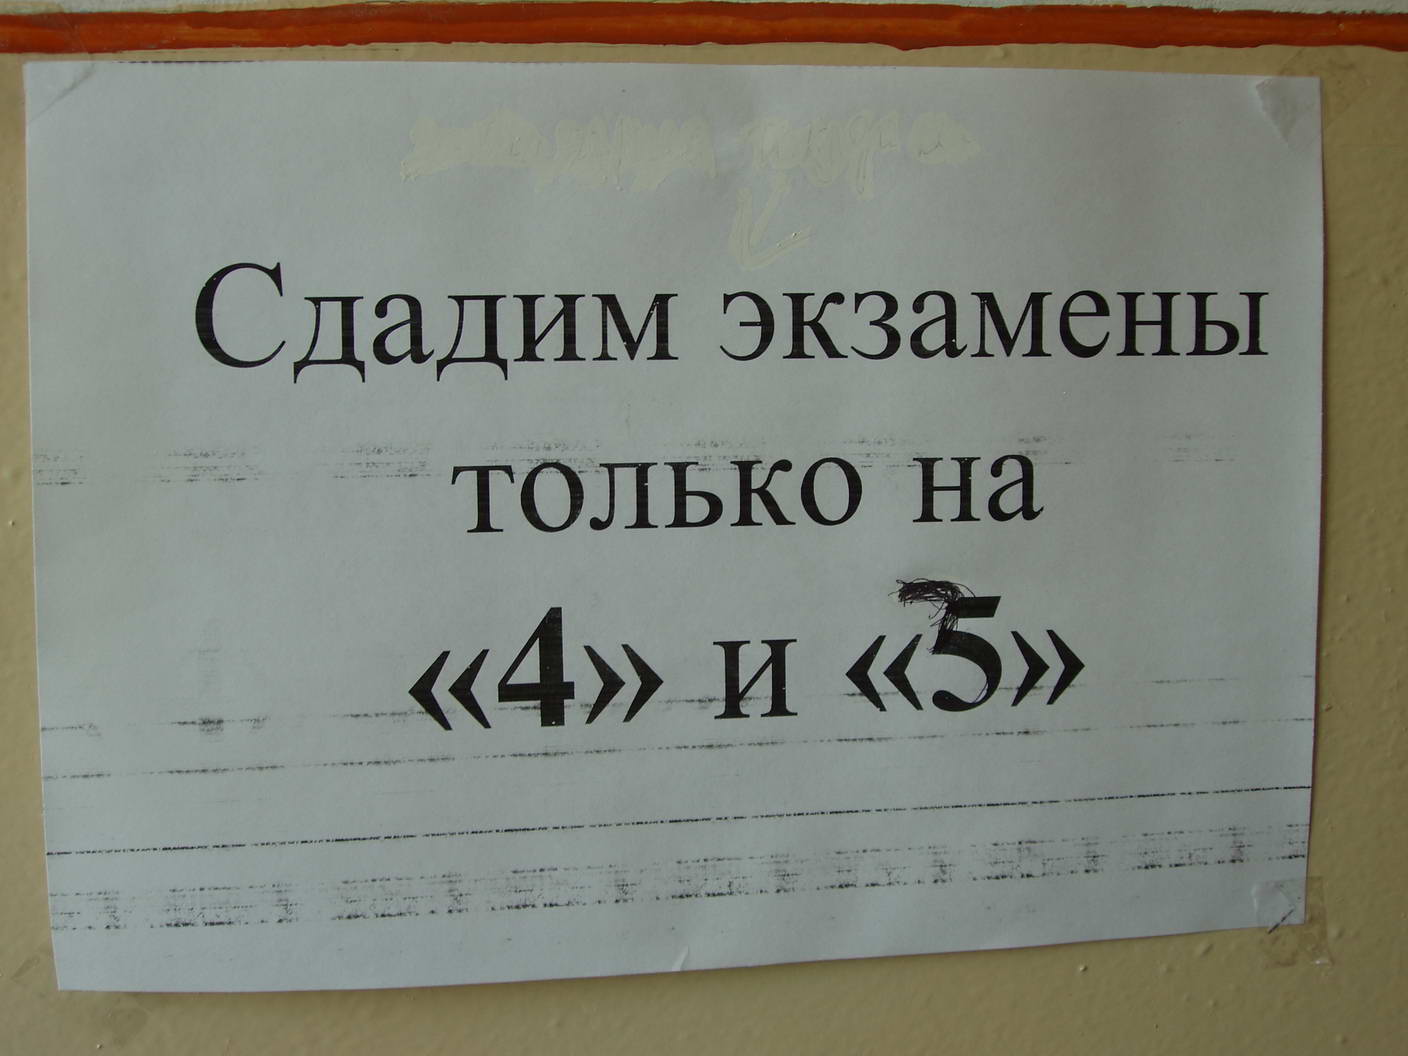 Сдадим экзамены
только на
«4» и «5»